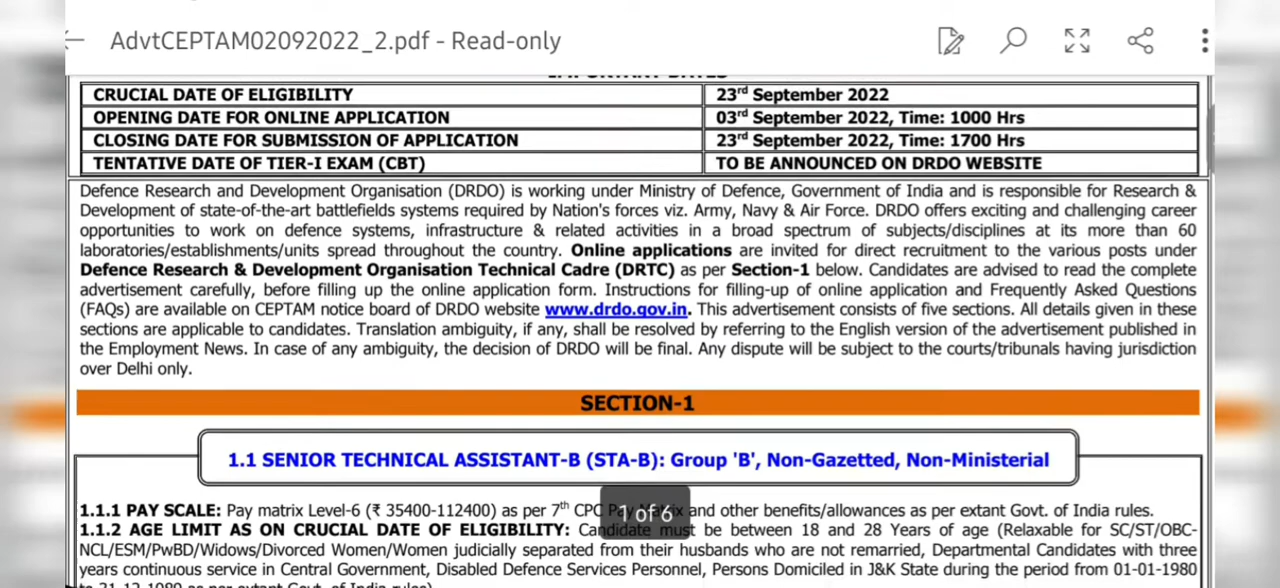 AdvtCEPTAM02092022_2.pdf - Read-only
IMPORTANT DATES
CRUCIAL DATE OF ELIGIBILITY 23rd September 2022
OPENING DATE FOR ONLINE APPLICATION 03rd September 2022, Time: 1000 Hrs
CLOSING DATE FOR SUBMISSION OF APPLICATION 23rd September 2022, Time: 1700 Hrs
TENTATIVE DATE OF TIER-I EXAM (CBT) TO BE ANNOUNCED ON DRDO WEBSITE
Defence Research and Development Organisation (DRDO) is working under Ministry of Defence, Government of India and is responsible for Research &
Development of state-of-the-art battlefields systems required by Nation's forces viz. Army, Navy & Air Force. DRDO offers exciting and challenging career
opportunities to work on defence systems, infrastructure & related activities in a broad spectrum of subjects/disciplines at its more than 60
laboratories/establishments/units spread throughout the country. Online applications are invited for direct recruitment to the various posts under
Defence Research & Development Organisation Technical Cadre (DRTC) as per Section-1 below. Candidates are advised to read the complete
advertisement carefully, before filling up the online application form. Instructions for filling-up of online application and Frequently Asked Questions
(FAQs) are available on CEPTAM notice board of DRDO website www.drdo.gov.in. This advertisement consists of five sections. All details given in these
sections are applicable to candidates. Translation ambiguity, if any, shall be resolved by referring to the English version of the advertisement published in
the Employment News. In case of any ambiguity, the decision of DRDO will be final. Any dispute will be subject to the courts/tribunals having jurisdiction
over Delhi only.
SECTION-1
1.1 SENIOR TECHNICAL ASSISTANT-B (STA-B): Group 'B', Non-Gazetted, Non-Ministerial
1.1.1 PAY SCALE: Pay matrix Level-6 (₹ 35400-112400) as per 7th CPC Pay Matrix and other benefits/allowances as per extant Govt. of India rules.
1 of 6
1.1.2 AGE LIMIT AS ON CRUCIAL DATE OF ELIGIBILITY: Candidate must be between 18 and 28 Years of age (Relaxable for SC/ST/OBC-
NCL/ESM/PwBD/Widows/Divorced Women/Women judicially separated from their husbands who are not remarried, Departmental Candidates with three
years continuous service in Central Government, Disabled Defence Services Personnel, Persons Domiciled in J&K State during the period from 01-01-1980
to 31-12-1989 as per extant Govt. of India rules)